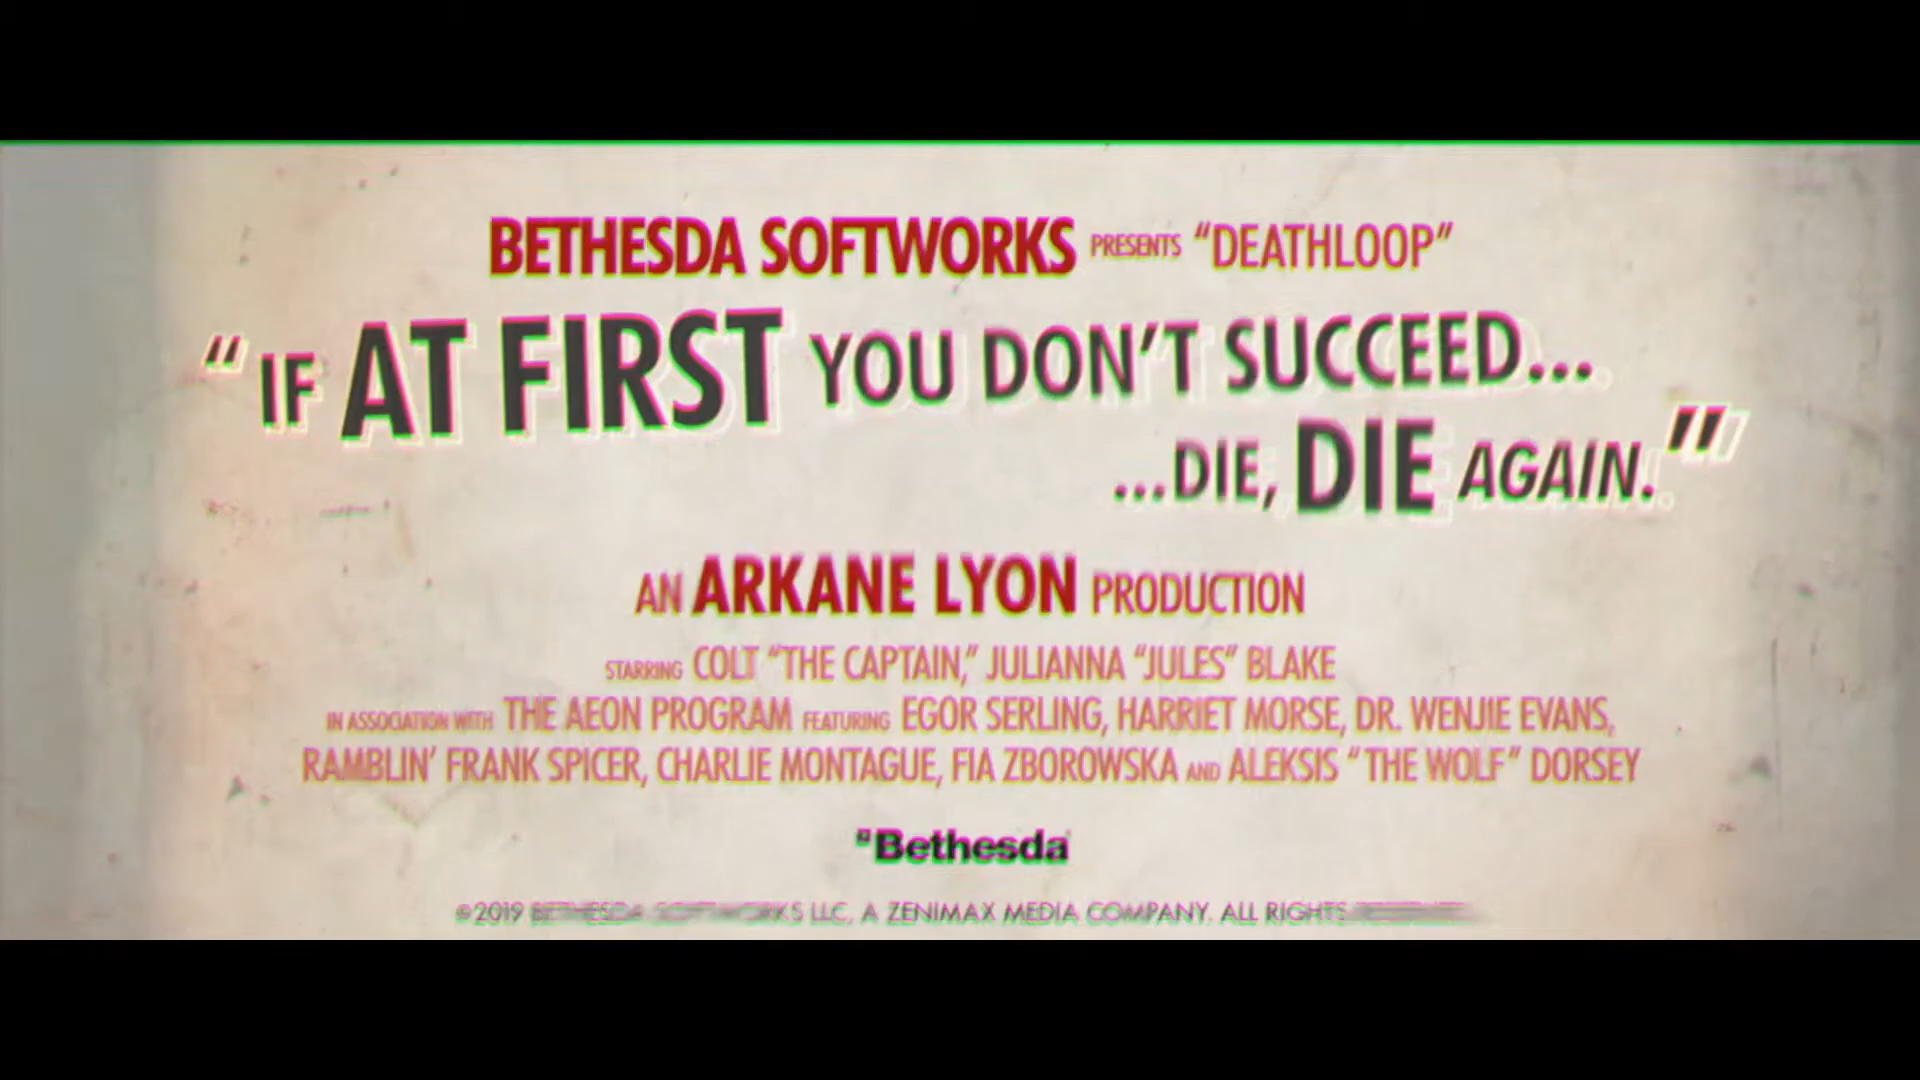 BETHESDA SOFTWORKS PRESENTS “DEATHLOOP”
“IF AT FIRST YOU DON’T SUCCEED...
...DIE, DIE AGAIN.”
AN ARKANE LYON PRODUCTION
STARRING COLT “THE CAPTAIN,” JULIANNA “JULES” BLAKE
IN ASSOCIATION WITH THE AEON PROGRAM FEATURING EGOR SERLING, HARRIET MORSE, DR. WENJIE EVANS,
RAMBLIN’ FRANK SPICER, CHARLIE MONTAGUE, FIA ZBOROWSKA AND ALEKSIS “THE WOLF” DORSEY
Bethesda
©2019 BETHESDA SOFTWORKS LLC, A ZENIMAX MEDIA COMPANY. ALL RIGHTS